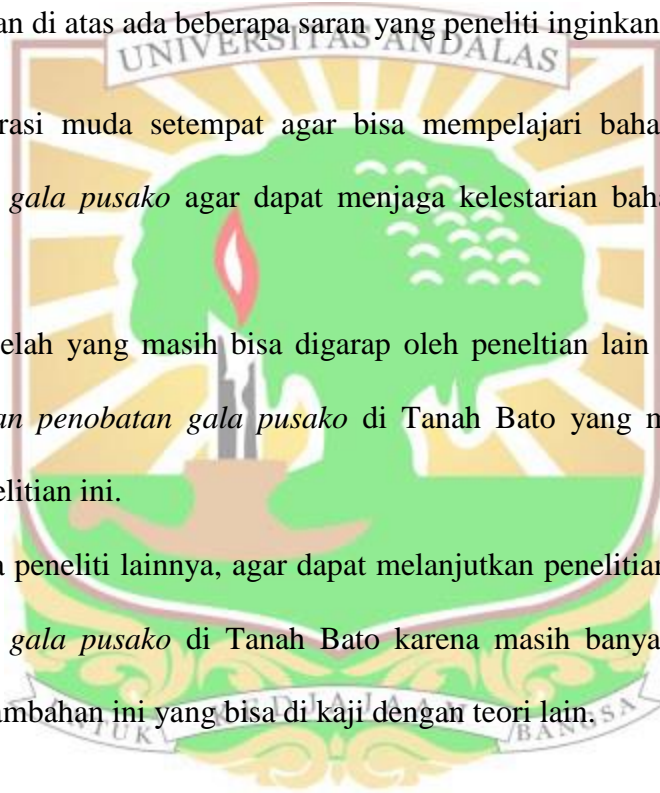 an di atas ada beberapa saran yang peneliti inginkan
UNIVERSITAS ANDALAS
rasi muda setempat agar bisa mempelajari baha
gala pusako agar dapat menjaga kelestarian baha
elah yang masih bisa digarap oleh peneltian lain
an penobatan gala pusako di Tanah Bato yang m
elitian ini.
a peneliti lainnya, agar dapat melanjutkan penelitian
gala pusako di Tanah Bato karena masih banya
ambahan ini yang bisa di kaji dengan teori lain.
UNTUK KEDJAJAAN BANGSA